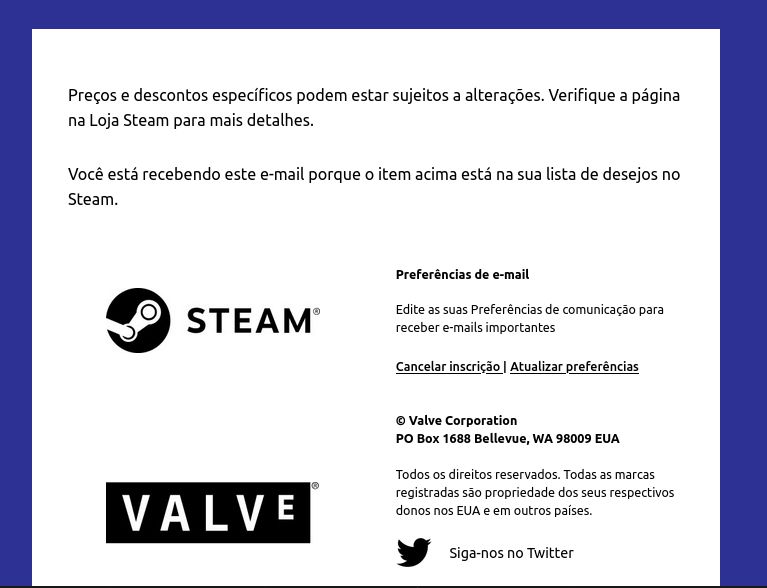 Preços e descontos específicos podem estar sujeitos a alterações. Verifique a página
na Loja Steam para mais detalhes.
Você está recebendo este e-mail porque o item acima está na sua lista de desejos no
Steam.
STEAM®
Preferências de e-mail
Edite as suas Preferências de comunicação para
receber e-mails importantes
Cancelar inscrição | Atualizar preferências
VALVE®
© Valve Corporation
PO Box 1688 Bellevue, WA 98009 EUA
Todos os direitos reservados. Todas as marcas
registradas são propriedade dos seus respectivos
donos nos EUA e em outros países.
Siga-nos no Twitter